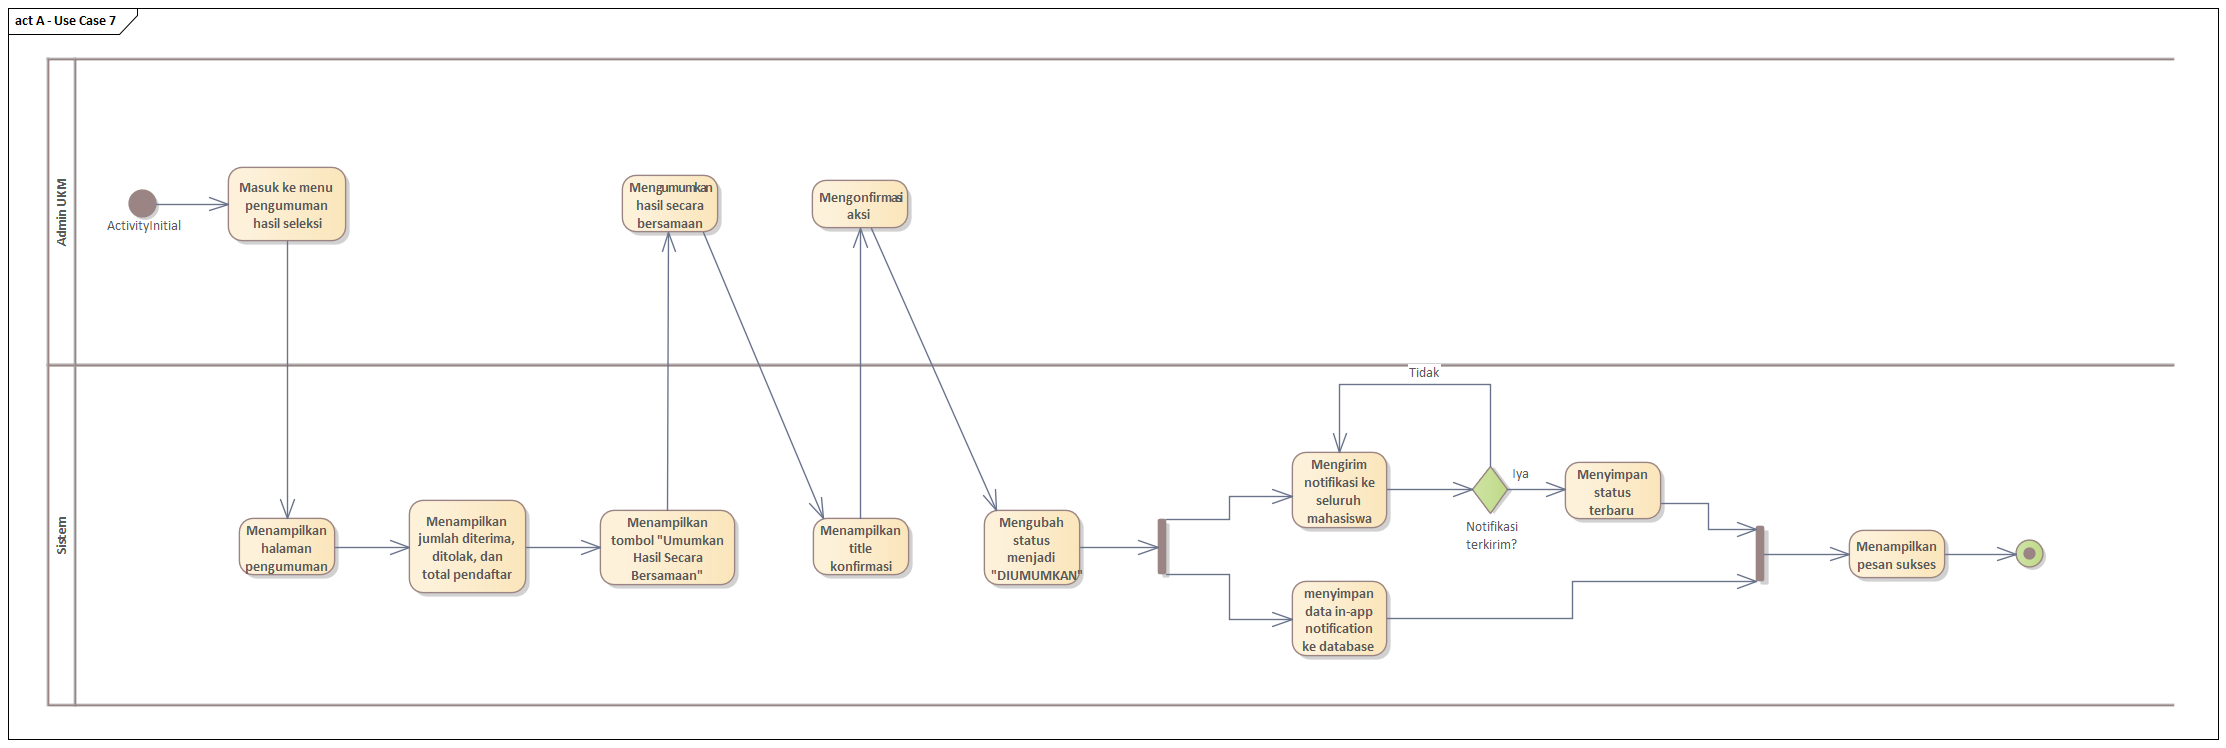 act A - Use Case 7
Admin UKM
ActivityInitial
Masuk ke menu
pengumuman
hasil seleksi
Mengumumkan
hasil secara
bersamaan
Mengonfirmasi
aksi
Sistem
Menampilkan
halaman
pengumuman
Menampilkan
jumlah diterima,
ditolak, dan
total pendaftar
Menampilkan
tombol "Umumkan
Hasil Secara
Bersamaan"
Menampilkan
title
konfirmasi
Mengubah
status
menjadi
"DIUMUMKAN"
Tidak
Mengirim
notifikasi ke
seluruh
mahasiswa
Notifikasi
terkirim?
Iya
Menyimpan
status
terbaru
menyimpan
data in-app
notification
ke database
Menampilkan
pesan sukses